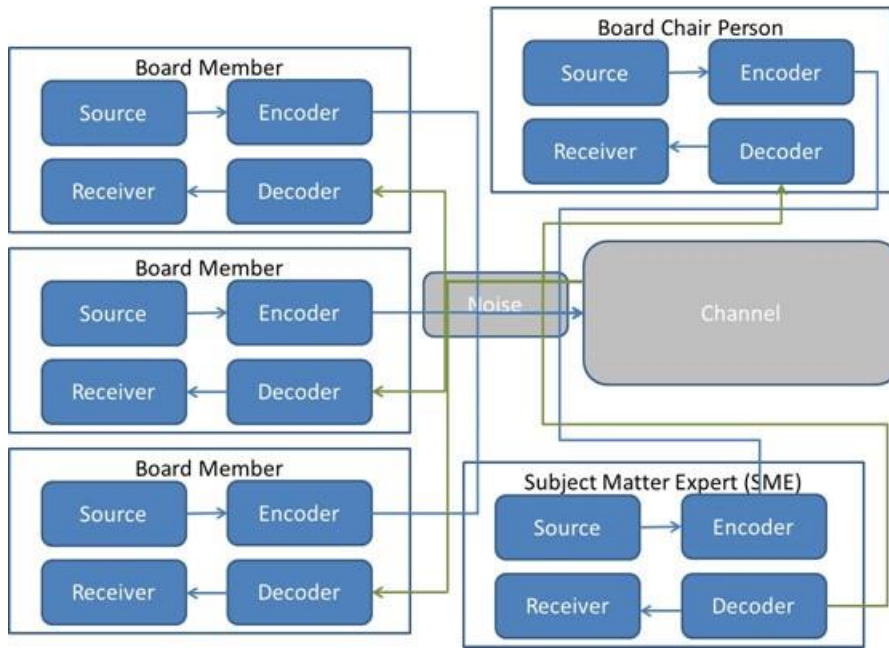 Board Member
Source
Encoder
Receiver
Decoder
Board Member
Source
Encoder
Receiver
Decoder
Board Member
Source
Encoder
Receiver
Decoder
Board Chair Person
Source
Encoder
Receiver
Decoder
Noise
Channel
Subject Matter Expert (SME)
Source
Encoder
Receiver
Decoder